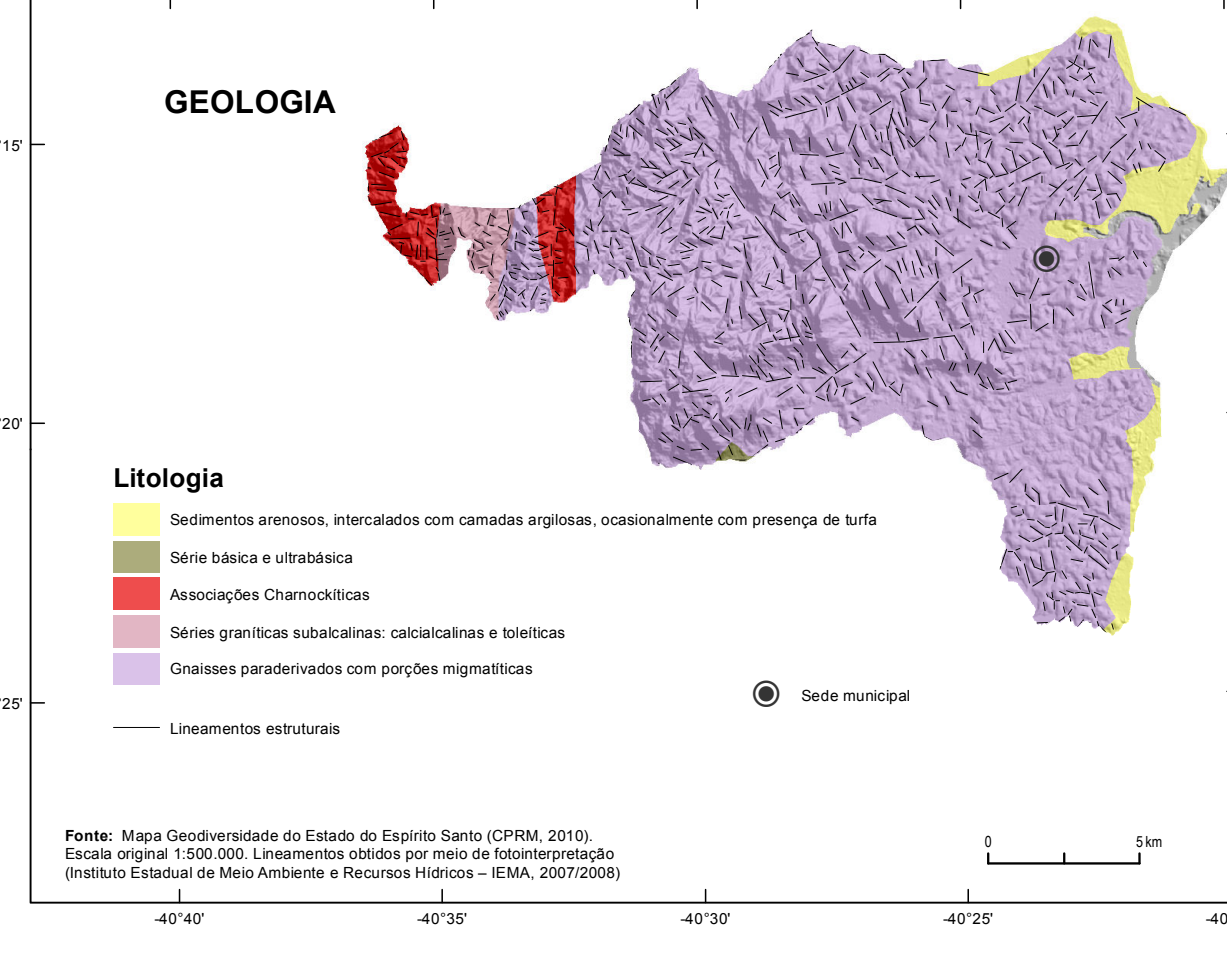 GEOLOGIA
15'
20'
Litologia
Sedimentos arenosos, intercalados com camadas argilosas, ocasionalmente com presença de turfa
Série básica e ultrabásica
Associações Charnockíticas
Séries graníticas subalcalinas: calcialcalinas e toleíticas
Gnaisses paraderivados com porções migmatíticas
25'
Sede municipal
Lineamentos estruturais
Fonte: Mapa Geodiversidade do Estado do Espírito Santo (CPRM, 2010).
Escala original 1:500.000. Lineamentos obtidos por meio de fotointerpretação
(Instituto Estadual de Meio Ambiente e Recursos Hídricos – IEMA, 2007/2008)
0 5 km
-40°40' -40°35' -40°30' -40°25' -40